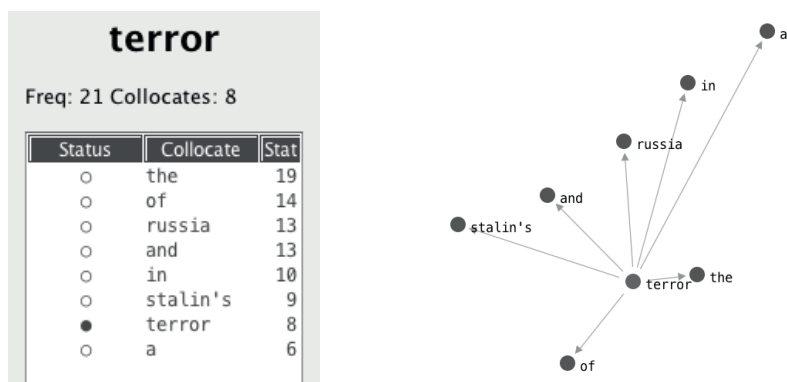 terror
Freq: 21 Collocates: 8
Status Collocate Stat
the 19
of 14
russia 13
and 13
in 10
stalin's 9
terror 8
a 6
a
in
russia
and
stalin's
terror
the
of